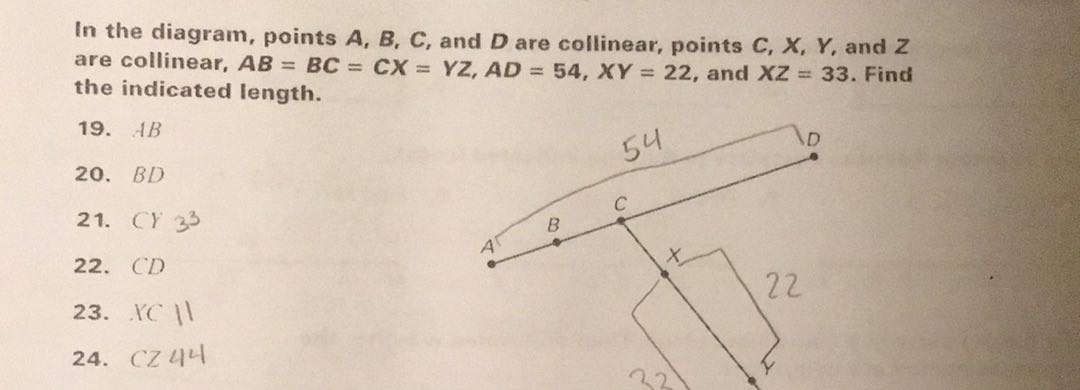 In the diagram, points A, B, C, and D are collinear, points C, X, Y, and Z
are collinear, AB = BC = CX = YZ, AD = 54, XY = 22, and XZ = 33. Find
the indicated length.
19. AB
20. BD
21. CY 33
22. CD
23. XC 11
24. CZ 44
54
D
C
B
A
X
22
Y
33